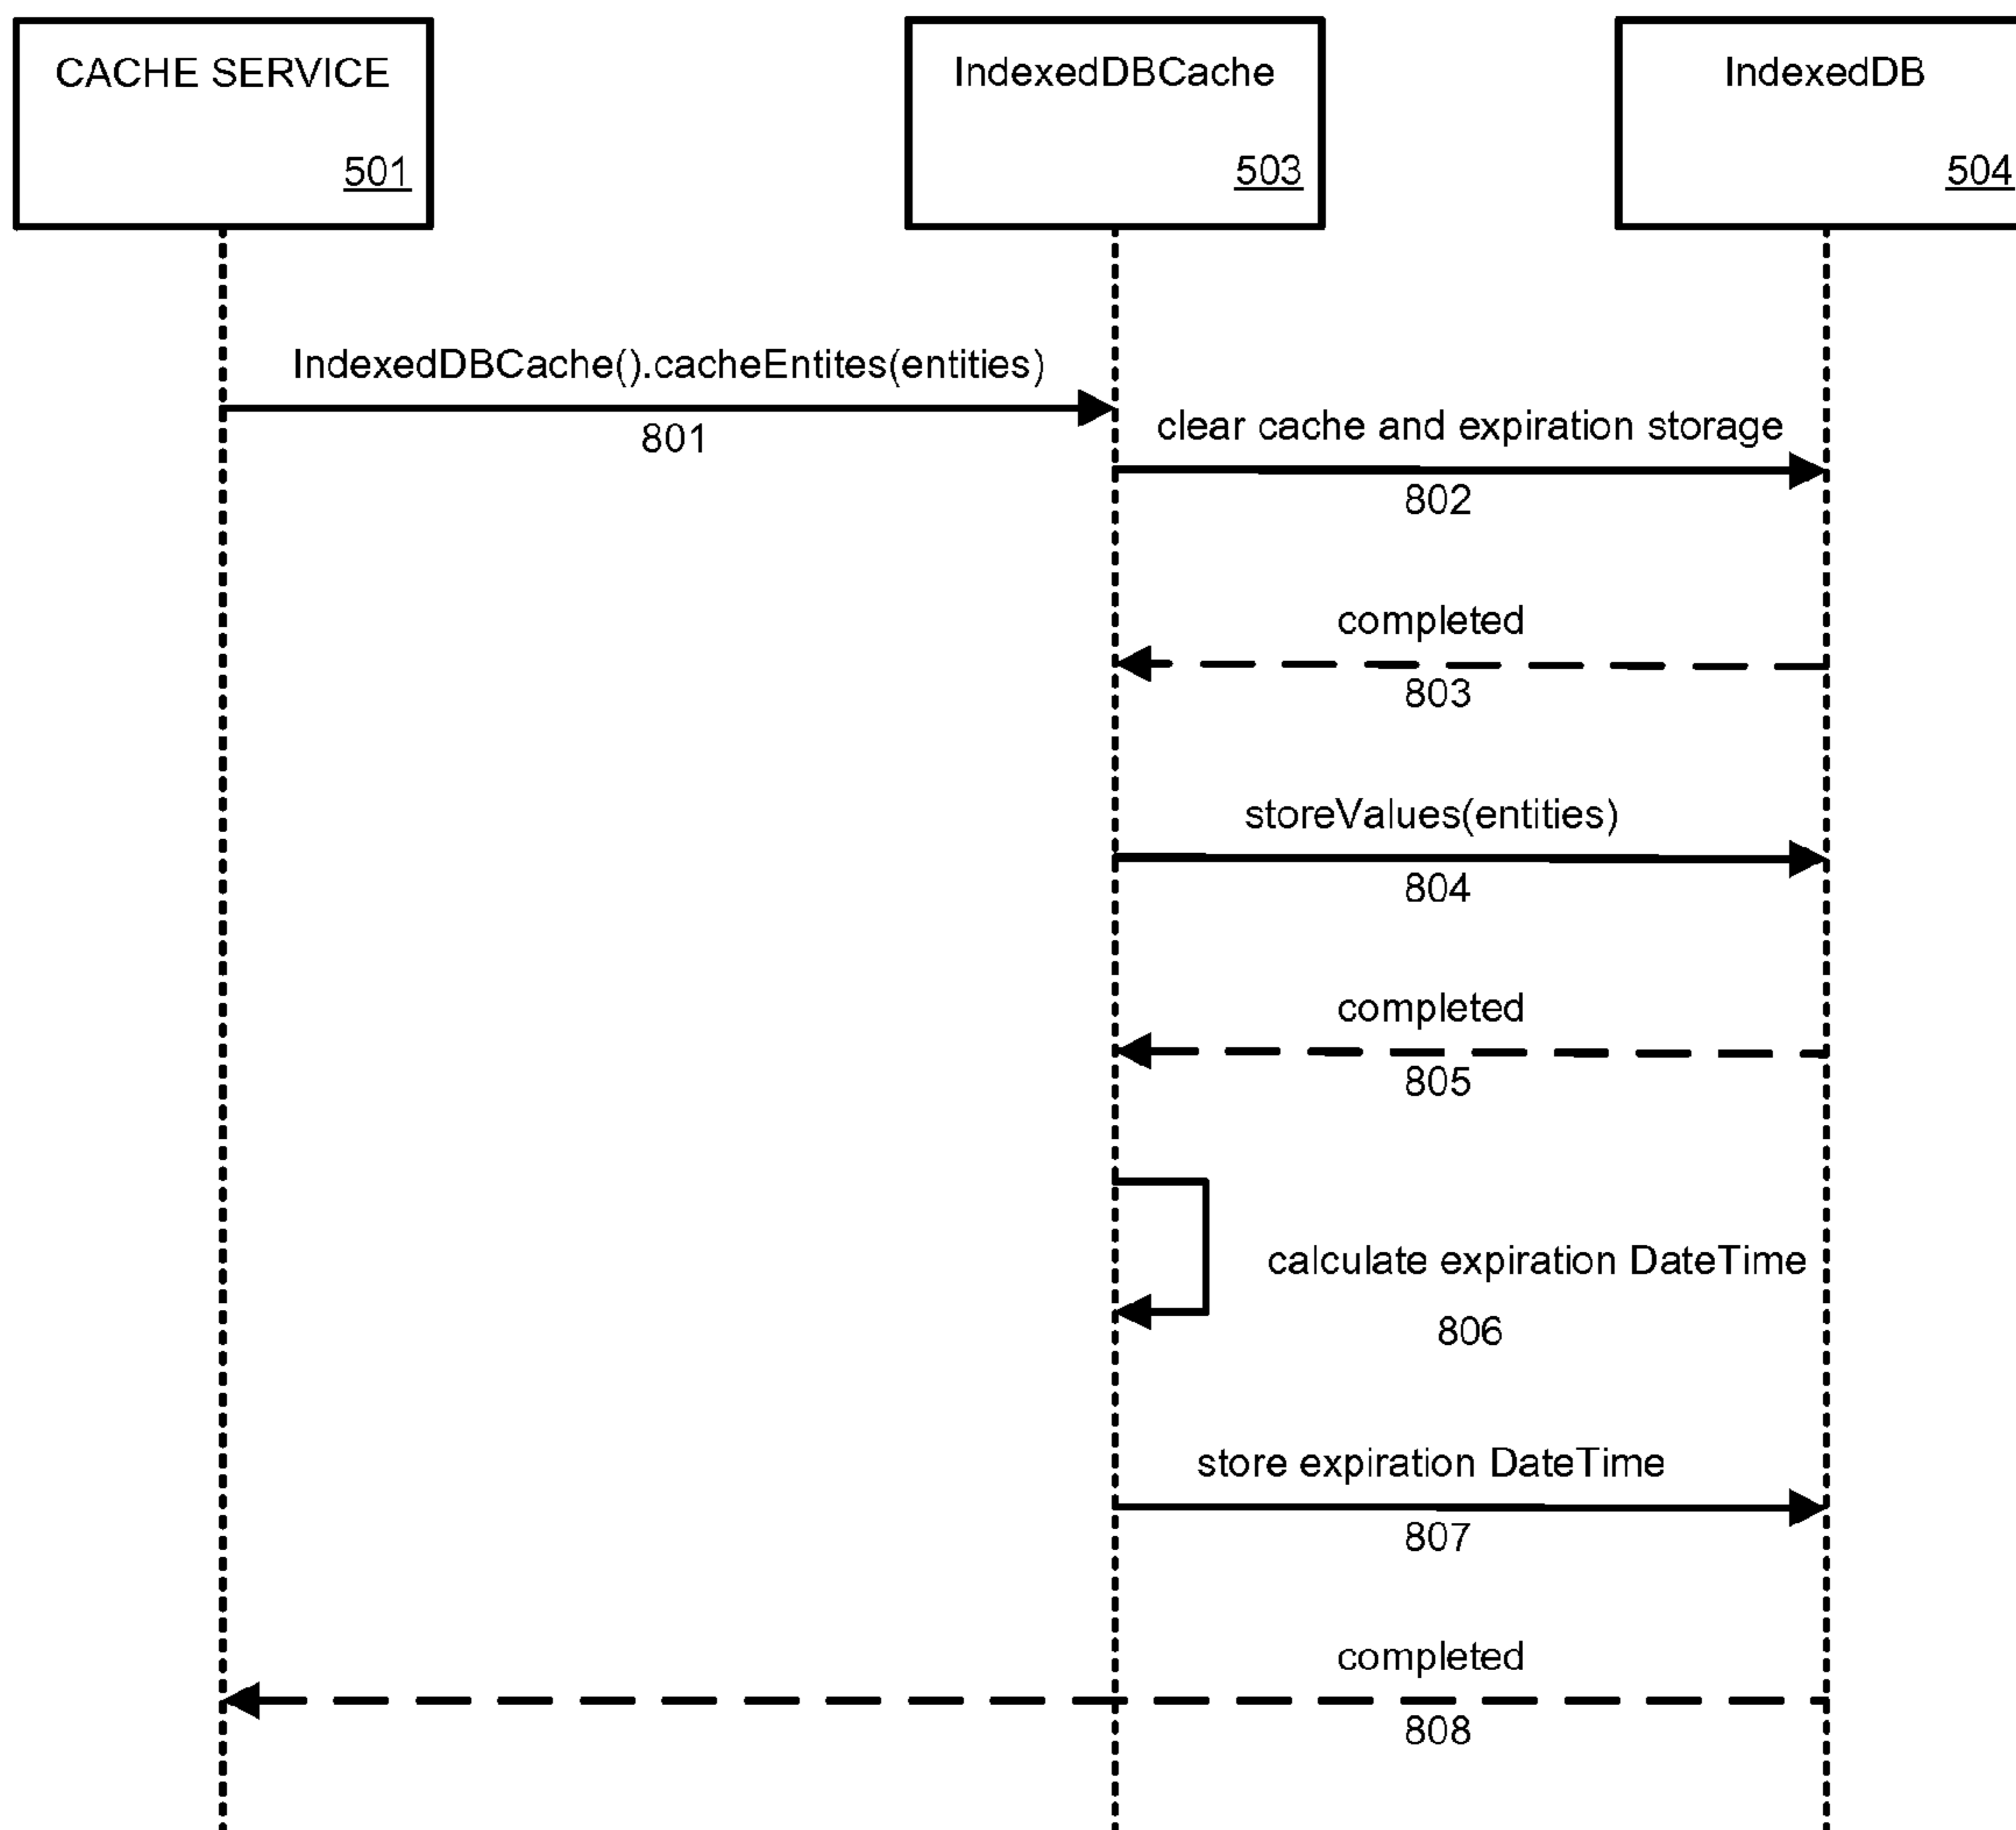 CACHE SERVICE
501
IndexedDBCache
503
IndexedDB
504
IndexedDBCache().cacheEntites(entities)
801
clear cache and expiration storage
802
completed
803
storeValues(entities)
804
completed
805
calculate expiration DateTime
806
store expiration DateTime
807
completed
808